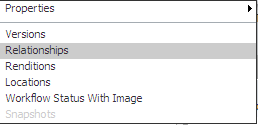 Properties
Versions
Relationships
Renditions
Locations
Workflow Status With Image
Snapshots